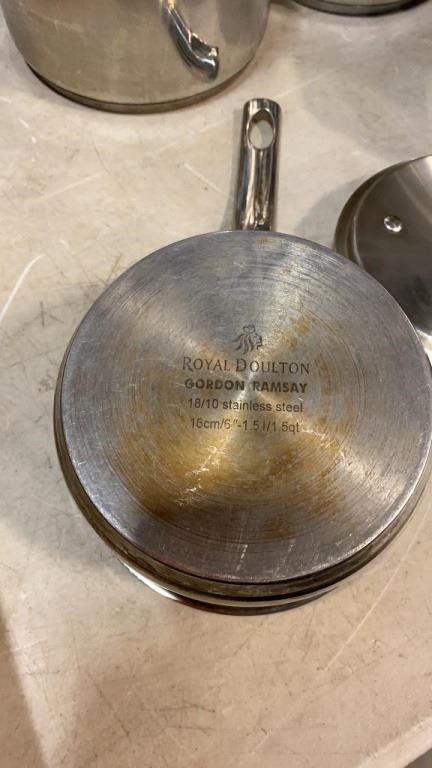 ROYAL DOULTON
GORDON RAMSAY
18/10 stainless steel
16cm/6"-1.5 l/1.5qt